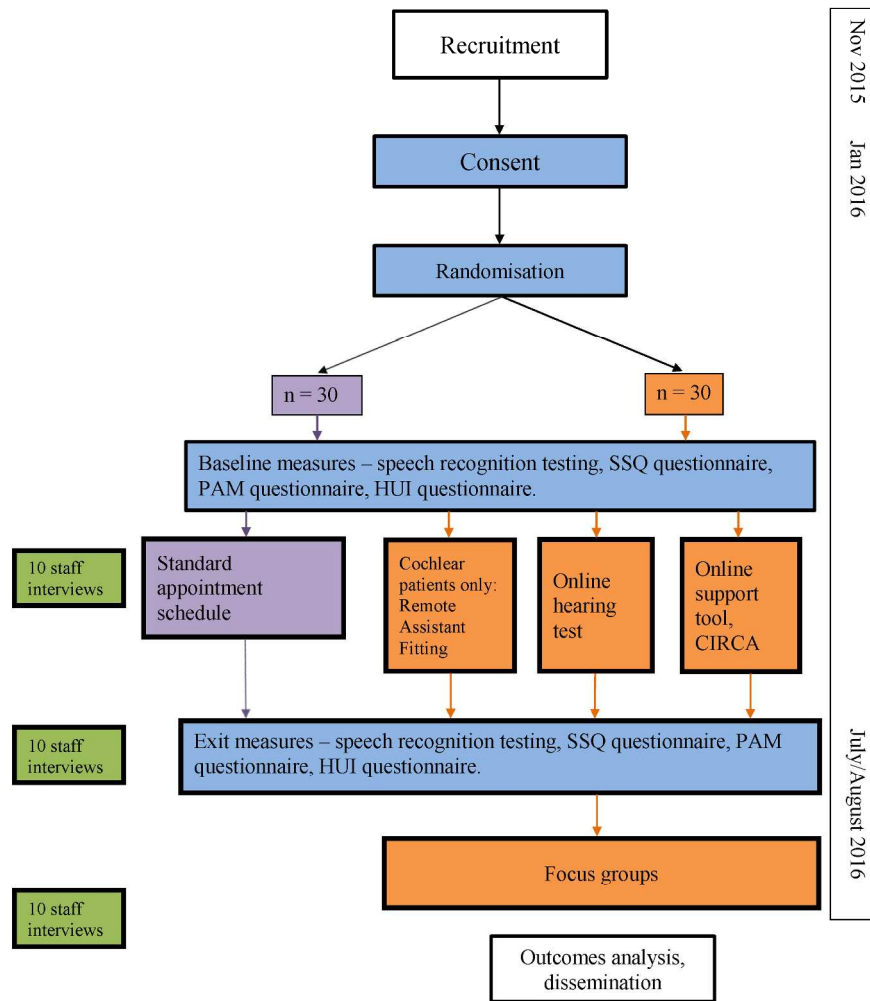 Recruitment
Nov 2015
Consent
Jan 2016
Randomisation
n = 30
n = 30
Baseline measures – speech recognition testing, SSQ questionnaire,
PAM questionnaire, HUI questionnaire.
10 staff
interviews
Standard
appointment
schedule
Cochlear
patients only:
Remote
Assistant
Fitting
Online
hearing
test
Online
support
tool,
CIRCA
10 staff
interviews
Exit measures – speech recognition testing, SSQ questionnaire, PAM
questionnaire, HUI questionnaire.
July/August 2016
Focus groups
10 staff
interviews
Outcomes analysis,
dissemination